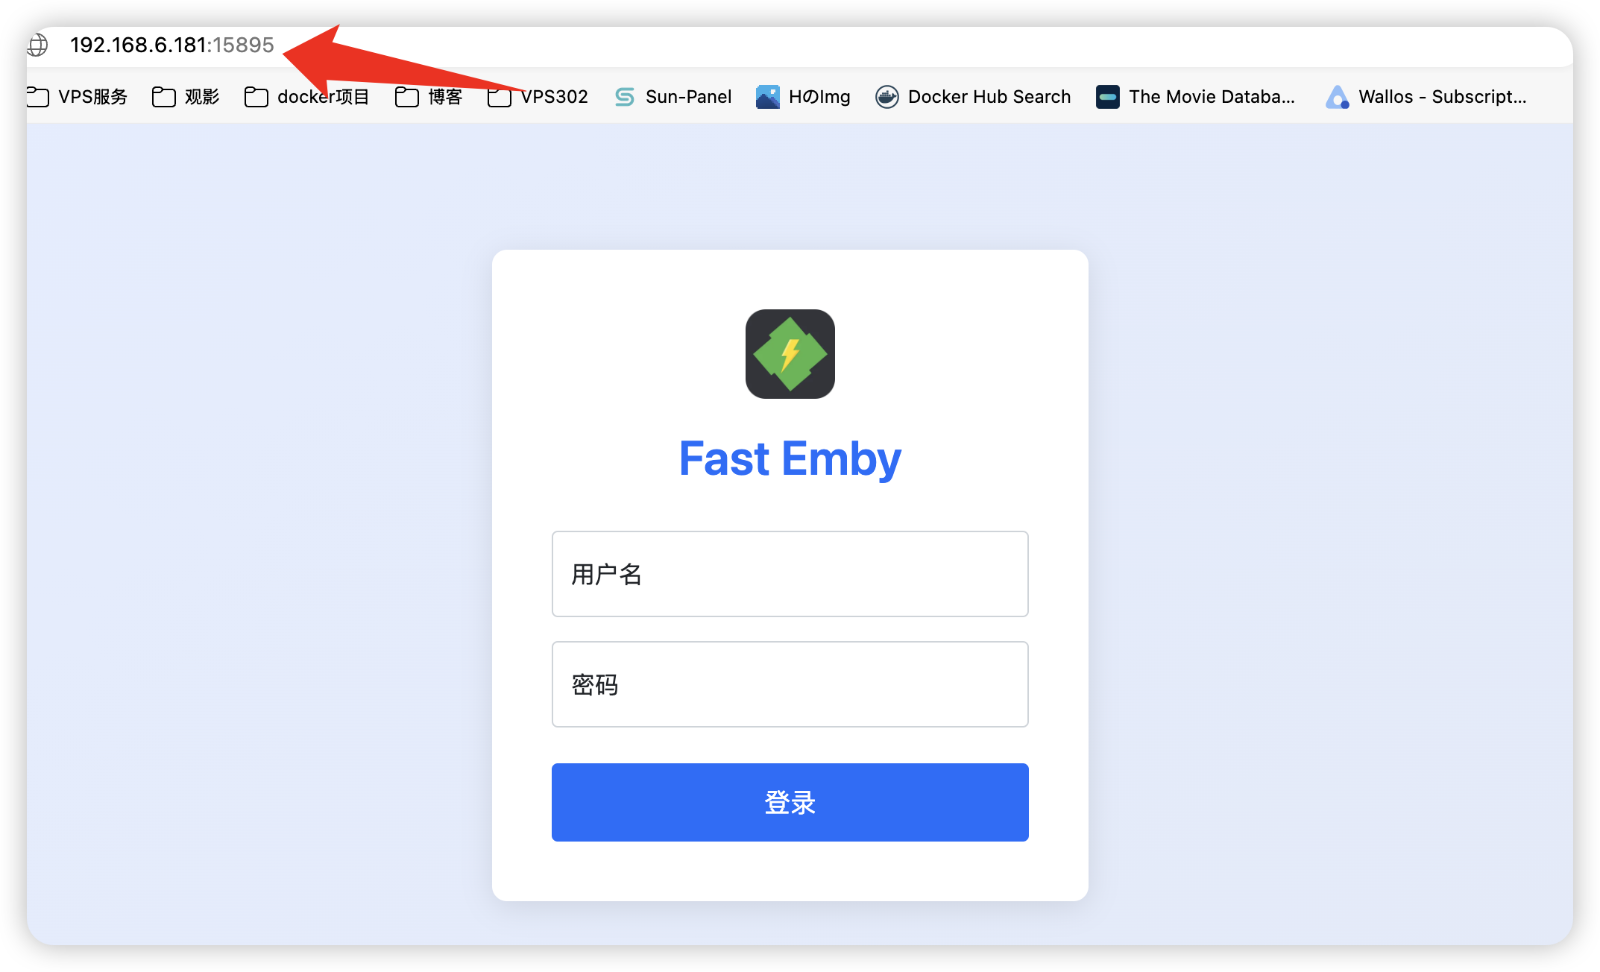 192.168.6.181:15895
VPS服务 观影 docker项目 博客 VPS302 Sun-Panel HのImg Docker Hub Search The Movie Databa... Wallos - Subscript...
Fast Emby
用户名
密码
登录